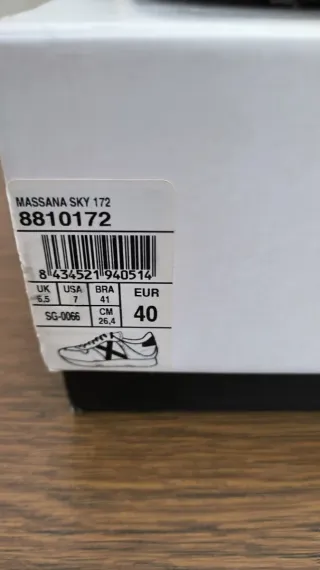 MASSANA SKY 172
8810172
8 434521 940514
UK USA BRA EUR
6,5 7 41 40
SG-0066 CM 26,4